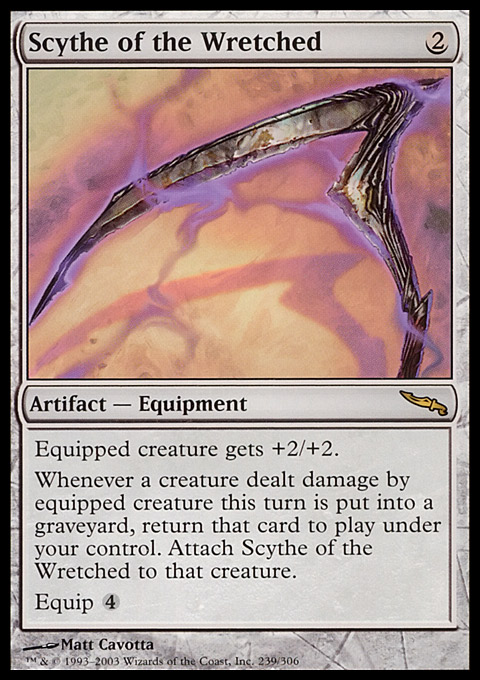 Scythe of the Wretched 2
Artifact — Equipment
Equipped creature gets +2/+2.
Whenever a creature dealt damage by
equipped creature this turn is put into a
graveyard, return that card to play under
your control. Attach Scythe of the
Wretched to that creature.
Equip 4
Matt Cavotta
™ & © 1993–2003 Wizards of the Coast, Inc. 239/306